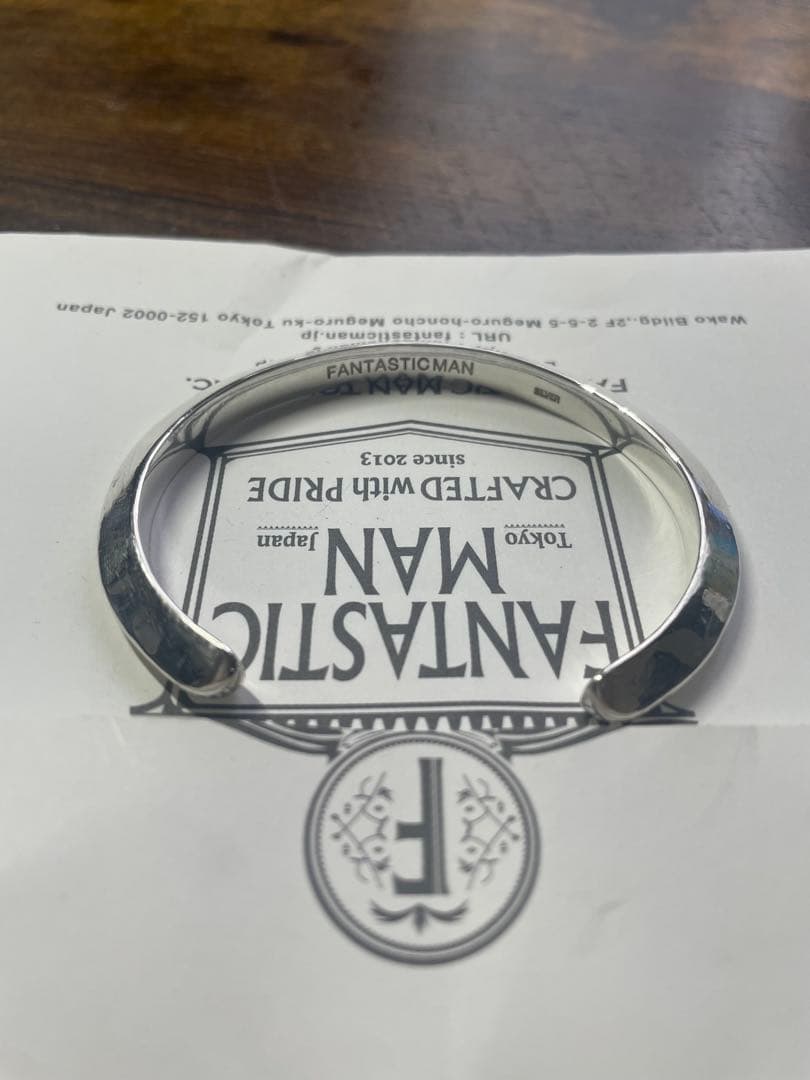 FANTASTICMAN
F
FANTASTIC
MAN
Tokyo Japan
CRAFTED with PRIDE
since 2013
URL : fantasticman.jp
Wako Bildg,.2F 2-5-5 Meguro-honcho Meguro-ku Tokyo 152-0002 Japan